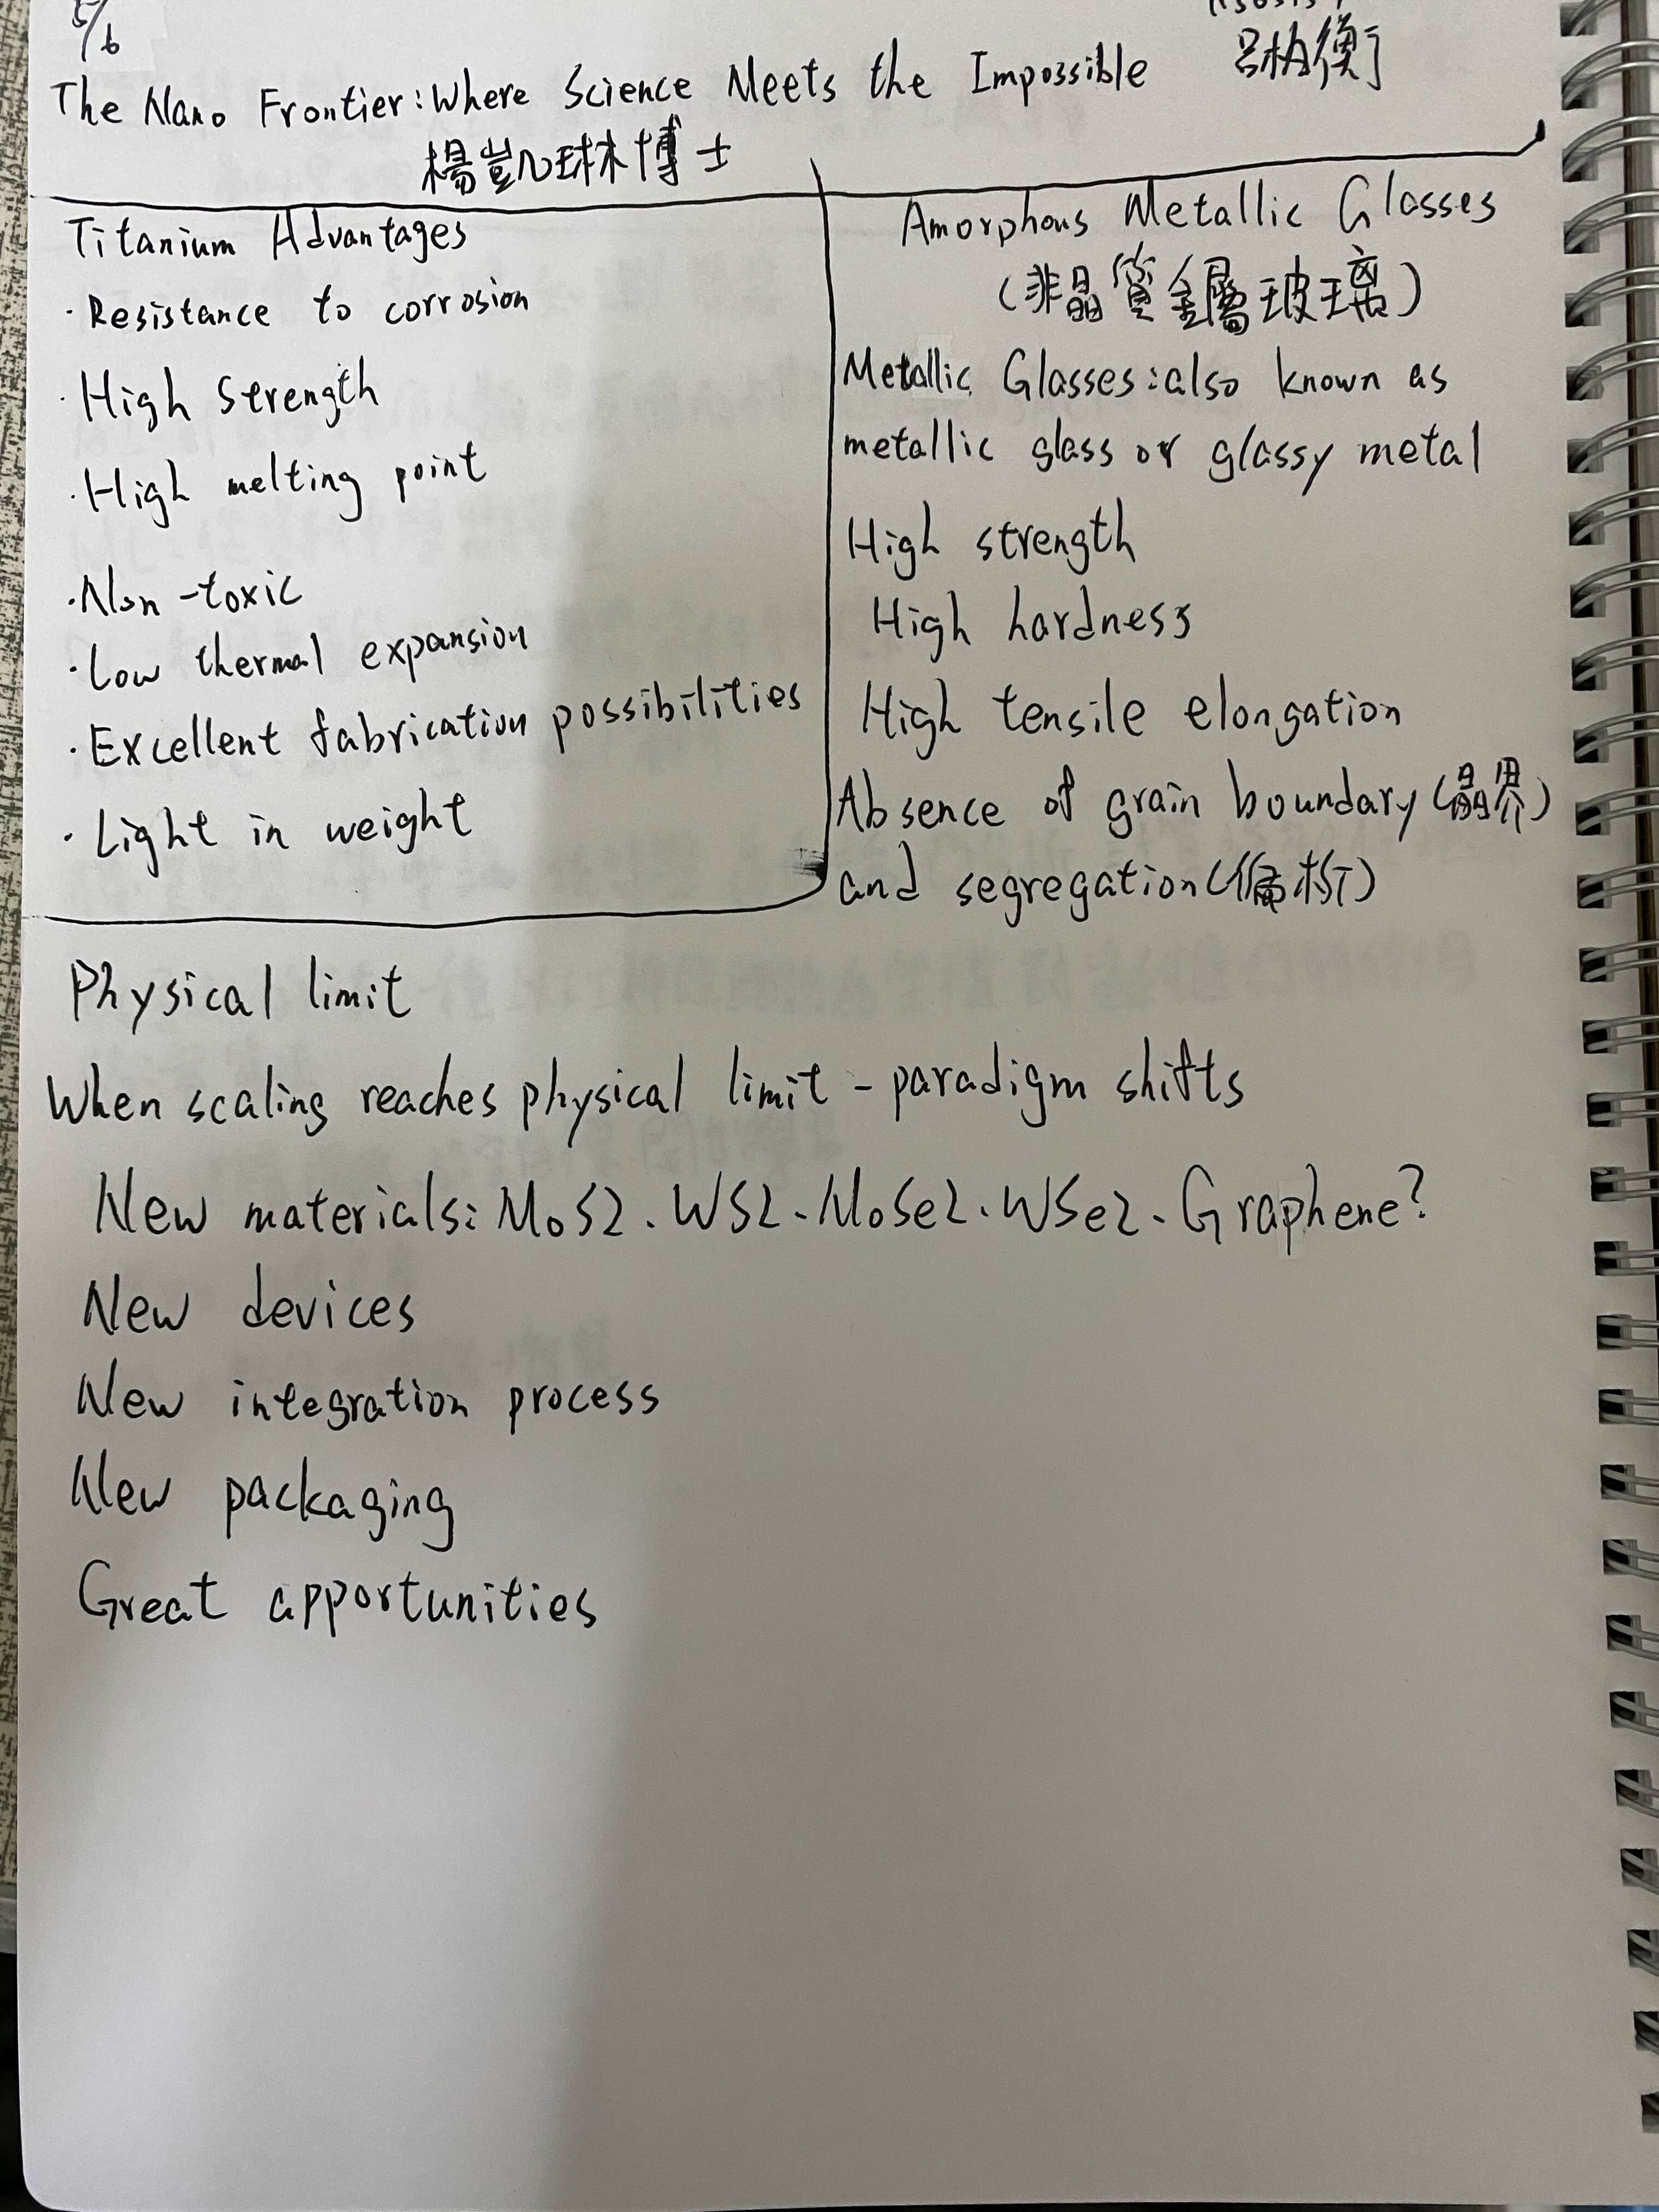 5/6
The Nano Frontier: Where Science Meets the Impossible
呂柏衡
楊凱琳博士
Titanium Advantages
· Resistance to corrosion
· High strength
· High melting point
· Non-toxic
· Low thermal expansion
· Excellent fabrication possibilities
· Light in weight
Amorphous Metallic Glasses
(非晶質金屬玻璃)
Metallic Glasses: also known as
metallic glass or glassy metal
High strength
High hardness
High tensile elongation
Absence of grain boundary (晶界)
and segregation (偏析)
Physical limit
When scaling reaches physical limit - paradigm shifts
New materials: MoS2、WS2、MoSe2、WSe2、Graphene?
New devices
New integration process
New packaging
Great apportunities